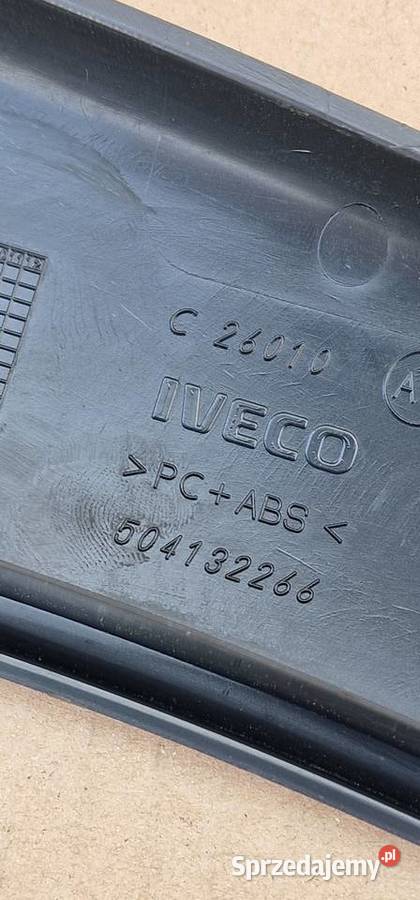 C 26010
A
IVECO
>PC+ABS<
504132266
Sprzedajemy.pl